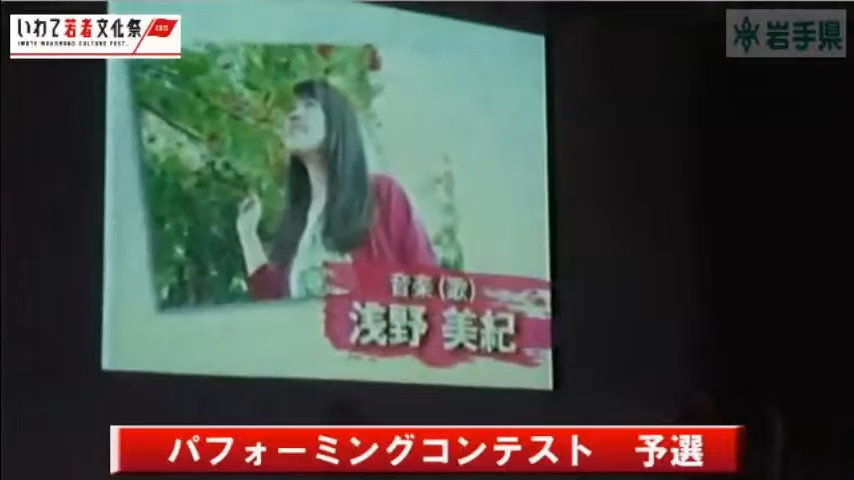 いわて若者文化祭
IWATE WAKAMONO CULTURE FEST.
2015
岩手県
音楽(歌)
浅野 美紀
パフォーミングコンテスト 予選